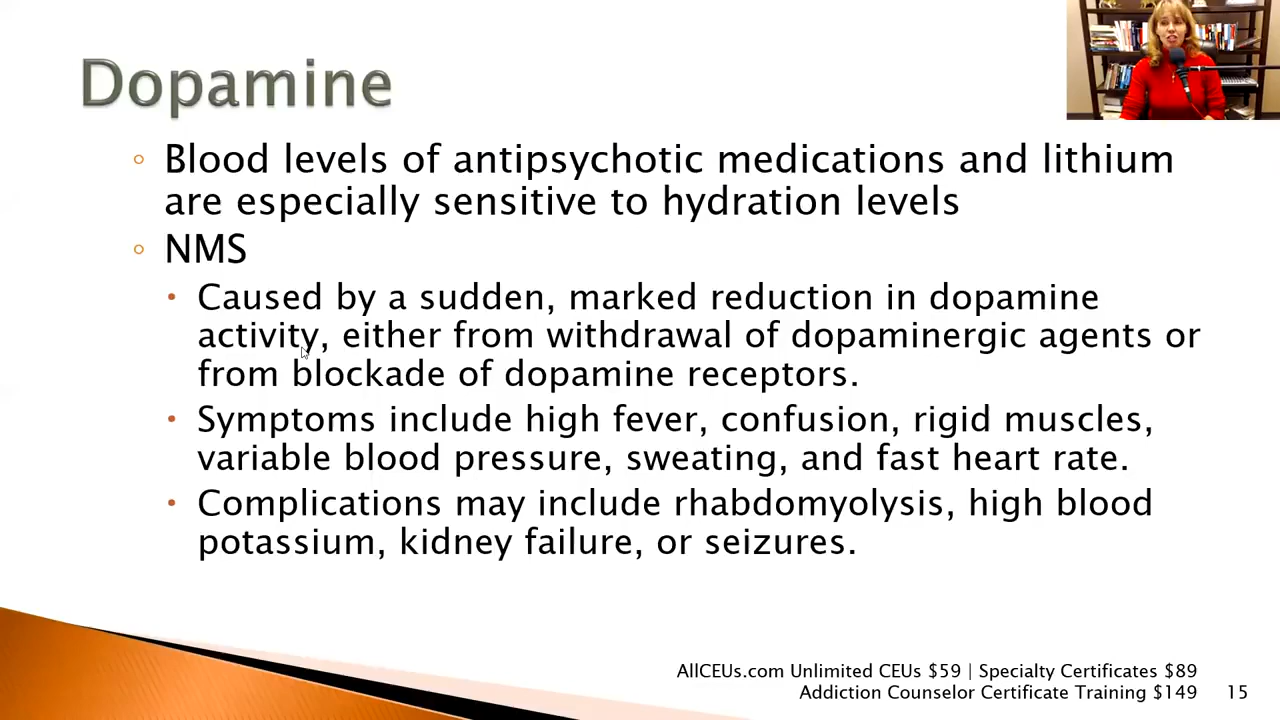 Dopamine
Blood levels of antipsychotic medications and lithium
are especially sensitive to hydration levels
NMS
Caused by a sudden, marked reduction in dopamine
activity, either from withdrawal of dopaminergic agents or
from blockade of dopamine receptors.
Symptoms include high fever, confusion, rigid muscles,
variable blood pressure, sweating, and fast heart rate.
Complications may include rhabdomyolysis, high blood
potassium, kidney failure, or seizures.
AllCEUs.com Unlimited CEUs $59 | Specialty Certificates $89
Addiction Counselor Certificate Training $149
15